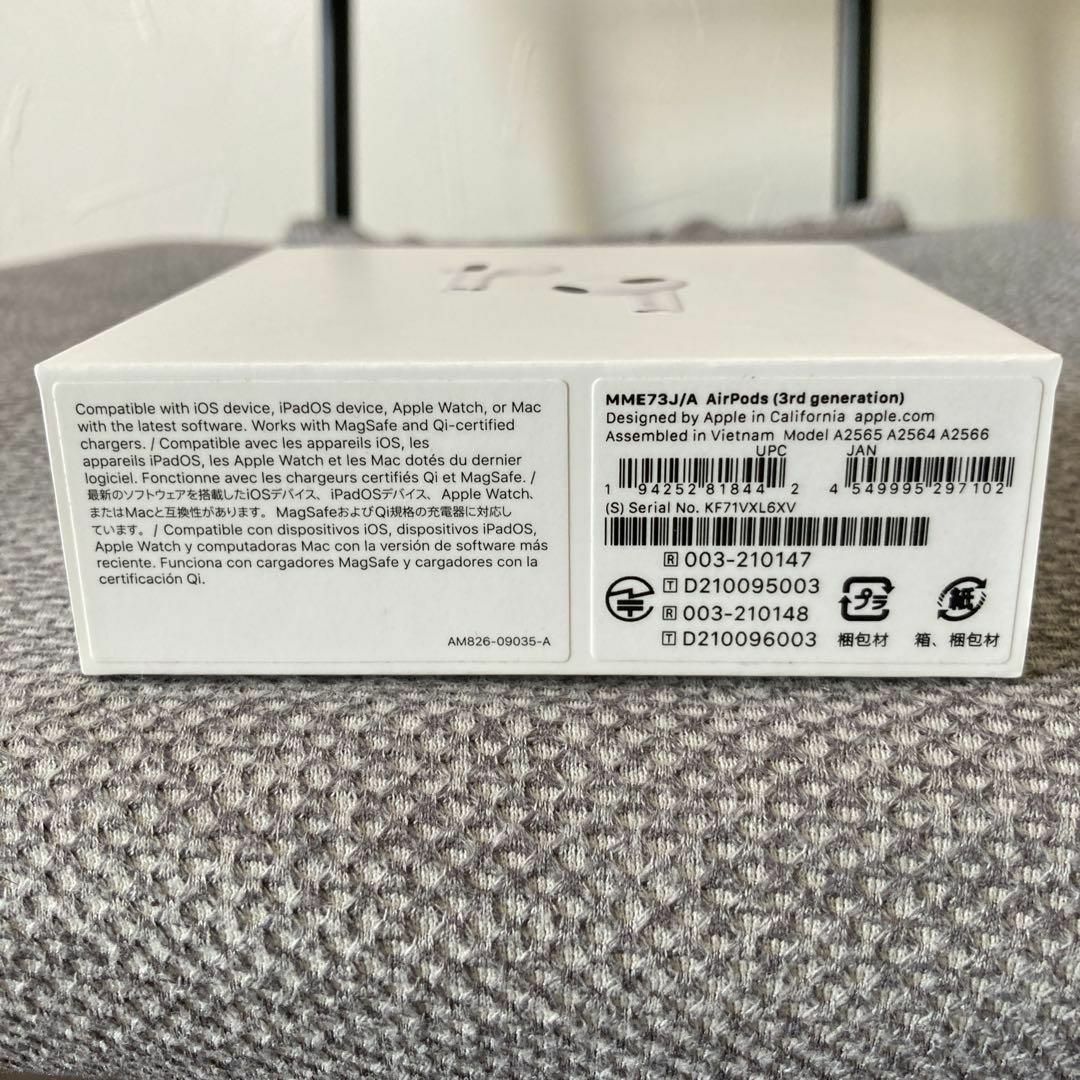 Compatible with iOS device, iPadOS device, Apple Watch, or Mac
with the latest software. Works with MagSafe and Qi-certified
chargers. / Compatible avec les appareils iOS, les
appareils iPadOS, les Apple Watch et les Mac dotés du dernier
logiciel. Fonctionne avec les chargeurs certifiés Qi et MagSafe. /
最新のソフトウェアを搭載したiOSデバイス、iPadOSデバイス、Apple Watch、
またはMacと互換性があります。MagSafeおよびQi規格の充電器に対応し
ています。 / Compatible con dispositivos iOS, dispositivos iPadOS,
Apple Watch y computadoras Mac con la versión de software más
reciente. Funciona con cargadores MagSafe y cargadores con la
certificación Qi.
AM826-09035-A
MME73J/A AirPods (3rd generation)
Designed by Apple in California apple.com
Assembled in Vietnam Model A2565 A2564 A2566
UPC JAN
1 94252 81844 2 4 549995 297102
(S) Serial No. KF71VXL6XV
R 003-210147
T D210095003
R 003-210148
T D210096003
プラ 紙
梱包材 箱、梱包材